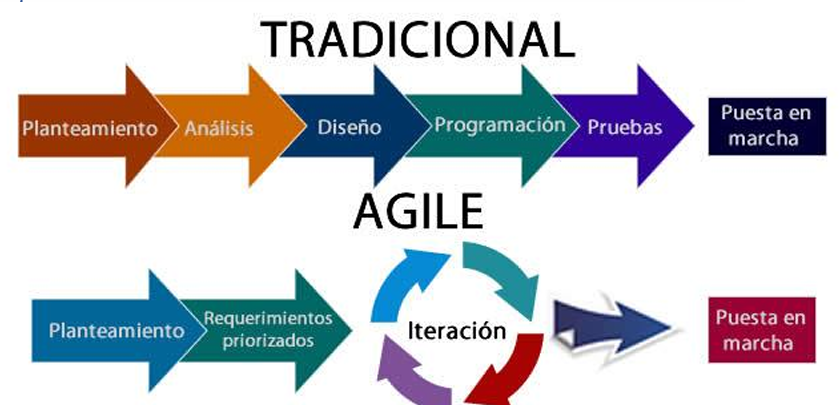 TRADICIONAL
Planteamiento
Análisis
Diseño
Programación
Pruebas
Puesta en
marcha
AGILE
Planteamiento
Requerimientos
priorizados
Iteración
Puesta en
marcha